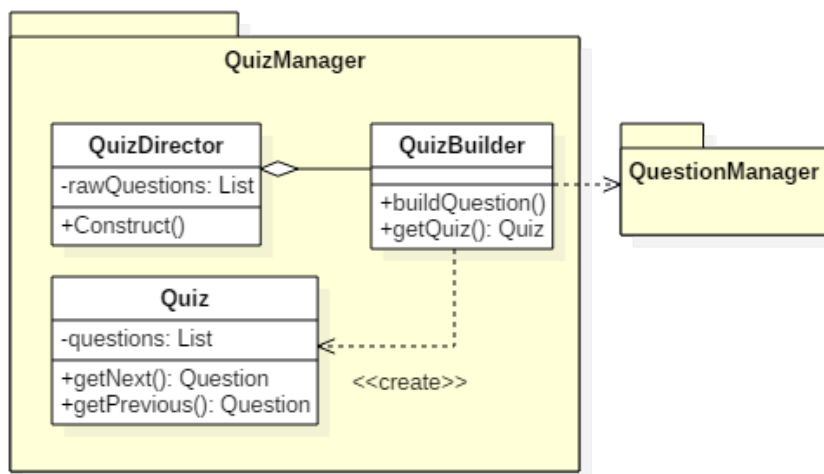 QuizManager
QuizDirector
-rawQuestions: List
+Construct()
QuizBuilder
+buildQuestion()
+getQuiz(): Quiz
QuestionManager
Quiz
-questions: List
+getNext(): Question
+getPrevious(): Question
<<create>>